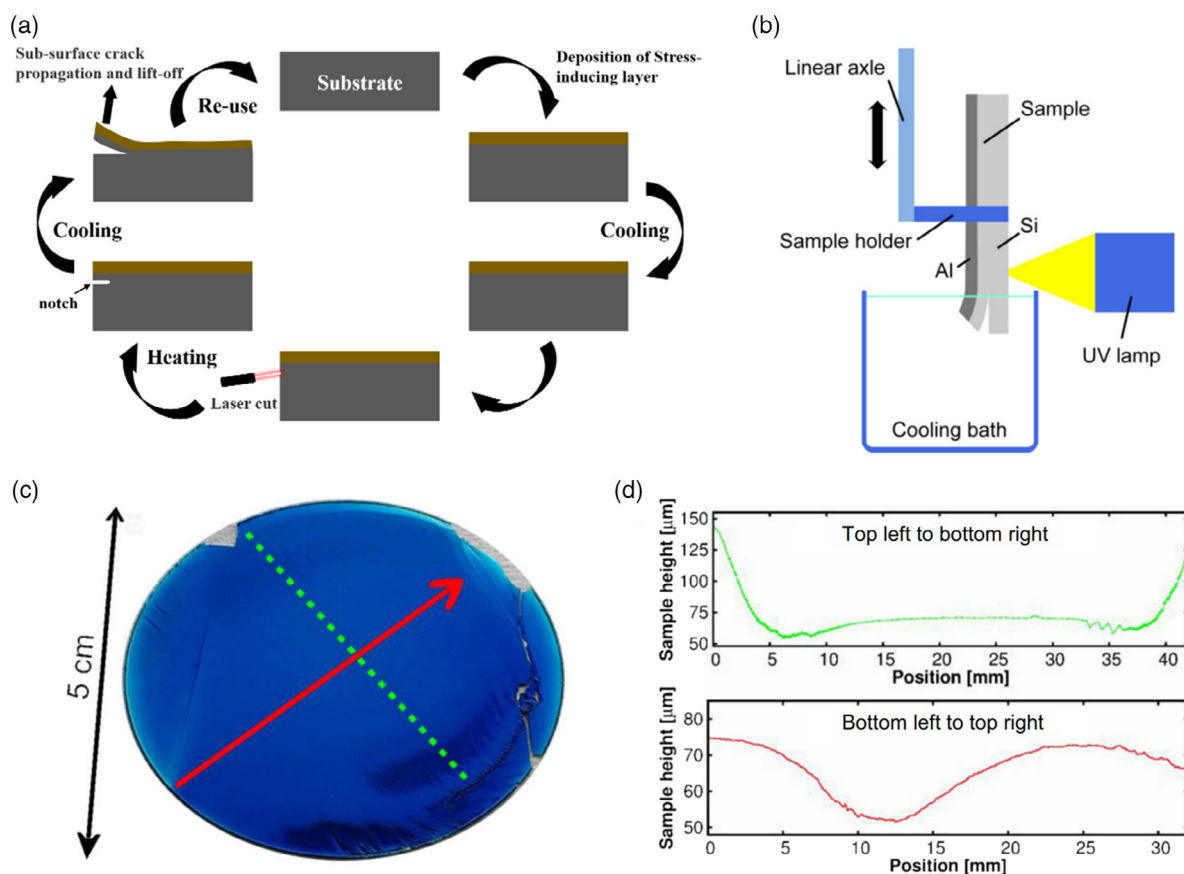 (a)
Sub-surface crack
propagation and lift-off
Re-use
Substrate
Deposition of Stress-
inducing layer
Cooling
Cooling
notch
Heating
Laser cut
(b)
Linear axle
Sample
Sample holder
Si
Al
UV lamp
Cooling bath
(c)
5 cm
(d)
Sample height [μm]
150
125
100
75
50
Top left to bottom right
0 5 10 15 20 25 30 35 40
Position [mm]
Sample height [μm]
80
70
60
50
Bottom left to top right
0 5 10 15 20 25 30
Position [mm]